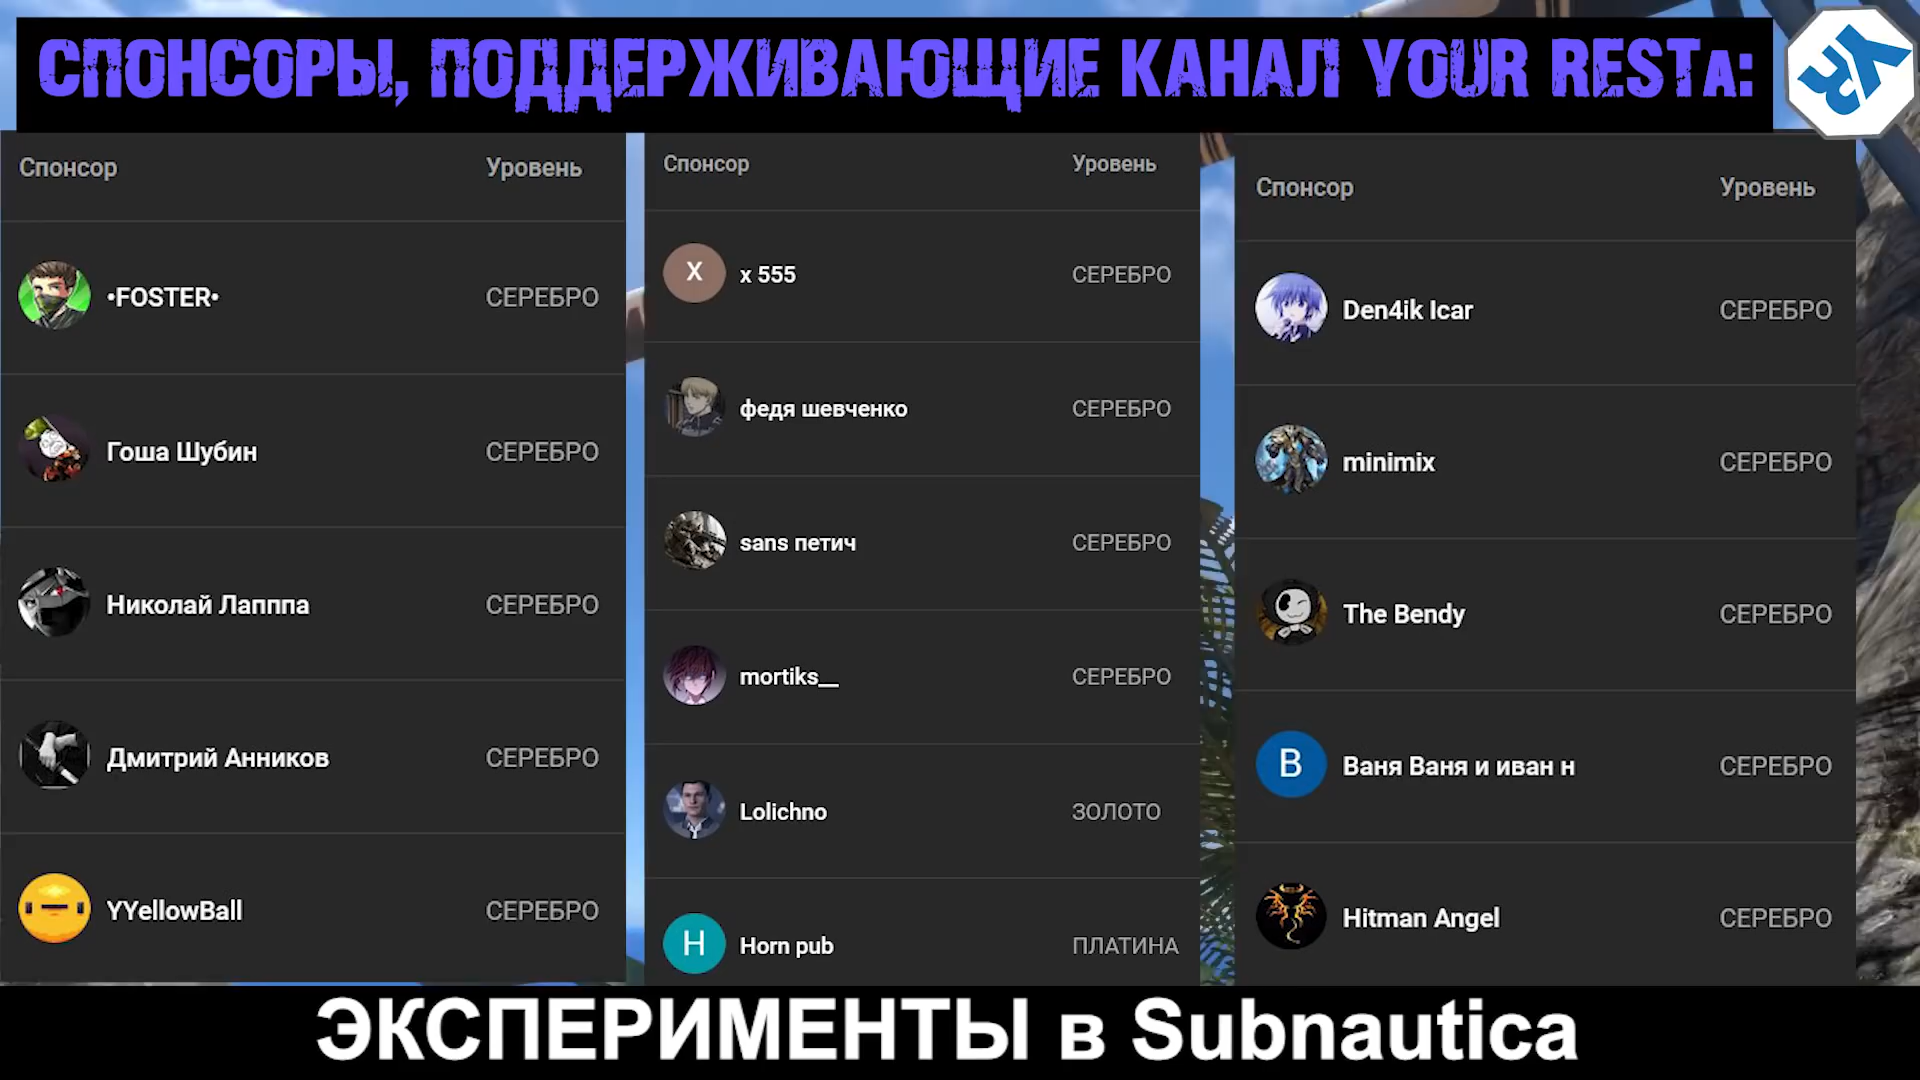 СПОНСОРЫ, ПОДДЕРЖИВАЮЩИЕ КАНАЛ YOUR RESTа:
Спонсор Уровень
•FOSTER• СЕРЕБРО
Гоша Шубин СЕРЕБРО
Николай Лапппа СЕРЕБРО
Дмитрий Анников СЕРЕБРО
YYellowBall СЕРЕБРО
Спонсор Уровень
X x 555 СЕРЕБРО
федя шевченко СЕРЕБРО
sans петич СЕРЕБРО
mortiks__ СЕРЕБРО
Lolichno ЗОЛОТО
H Horn pub ПЛАТИНА
Спонсор Уровень
Den4ik Icar СЕРЕБРО
minimix СЕРЕБРО
The Bendy СЕРЕБРО
В Ваня Ваня и иван н СЕРЕБРО
Hitman Angel СЕРЕБРО
ЭКСПЕРИМЕНТЫ в Subnautica